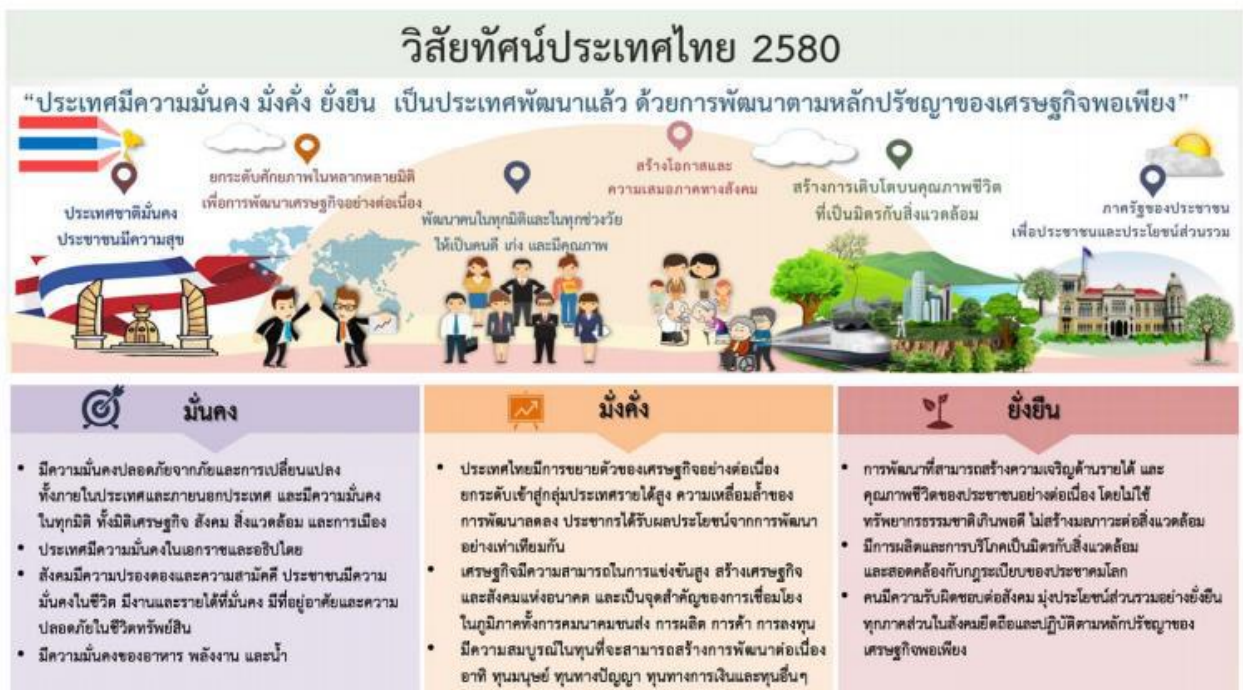 วิสัยทัศน์ประเทศไทย 2580
“ประเทศมีความมั่นคง มั่งคั่ง ยั่งยืน เป็นประเทศพัฒนาแล้ว ด้วยการพัฒนาตามหลักปรัชญาของเศรษฐกิจพอเพียง”
ประเทศชาติมั่นคง
ประชาชนมีความสุข
ยกระดับศักยภาพในหลากหลายมิติ
เพื่อการพัฒนาเศรษฐกิจอย่างต่อเนื่อง
พัฒนาคนในทุกมิติและในทุกช่วงวัย
ให้เป็นคนดี เก่ง และมีคุณภาพ
สร้างโอกาสและ
ความเสมอภาคทางสังคม
สร้างการเติบโตบนคุณภาพชีวิต
ที่เป็นมิตรกับสิ่งแวดล้อม
ภาครัฐของประชาชน
เพื่อประชาชนและประโยชน์ส่วนรวม
มั่นคง
• มีความมั่นคงปลอดภัยจากภัยและการเปลี่ยนแปลง
ทั้งภายในประเทศและภายนอกประเทศ และมีความมั่นคง
ในทุกมิติ ทั้งมิติเศรษฐกิจ สังคม สิ่งแวดล้อม และการเมือง
• ประเทศมีความมั่นคงในเอกราชและอธิปไตย
• สังคมมีความปรองดองและความสามัคคี ประชาชนมีความ
มั่นคงในชีวิต มีงานและรายได้ที่มั่นคง มีที่อยู่อาศัยและความ
ปลอดภัยในชีวิตทรัพย์สิน
• มีความมั่นคงของอาหาร พลังงาน และน้ำ
มั่งคั่ง
• ประเทศไทยมีการขยายตัวของเศรษฐกิจอย่างต่อเนื่อง
ยกระดับเข้าสู่กลุ่มประเทศรายได้สูง ความเหลื่อมล้ำของ
การพัฒนาลดลง ประชากรได้รับผลประโยชน์จากการพัฒนา
อย่างเท่าเทียมกัน
• เศรษฐกิจมีความสามารถในการแข่งขันสูง สร้างเศรษฐกิจ
และสังคมแห่งอนาคต และเป็นจุดสำคัญของการเชื่อมโยง
ในภูมิภาคทั้งการคมนาคมขนส่ง การผลิต การค้า การลงทุน
• มีความสมบูรณ์ในทุนที่จะสามารถสร้างการพัฒนาต่อเนื่อง
อาทิ ทุนมนุษย์ ทุนทางปัญญา ทุนทางการเงินและทุนอื่นๆ
ยั่งยืน
• การพัฒนาที่สามารถสร้างความเจริญด้านรายได้ และ
คุณภาพชีวิตของประชาชนอย่างต่อเนื่อง โดยไม่ใช้
ทรัพยากรธรรมชาติเกินพอดี ไม่สร้างมลภาวะต่อสิ่งแวดล้อม
• มีการผลิตและการบริโภคเป็นมิตรกับสิ่งแวดล้อม
และสอดคล้องกับกฎระเบียบของประชาคมโลก
• คนมีความรับผิดชอบต่อสังคม มุ่งประโยชน์ส่วนรวมอย่างยั่งยืน
ทุกภาคส่วนในสังคมยึดถือและปฏิบัติตามหลักปรัชญาของ
เศรษฐกิจพอเพียง